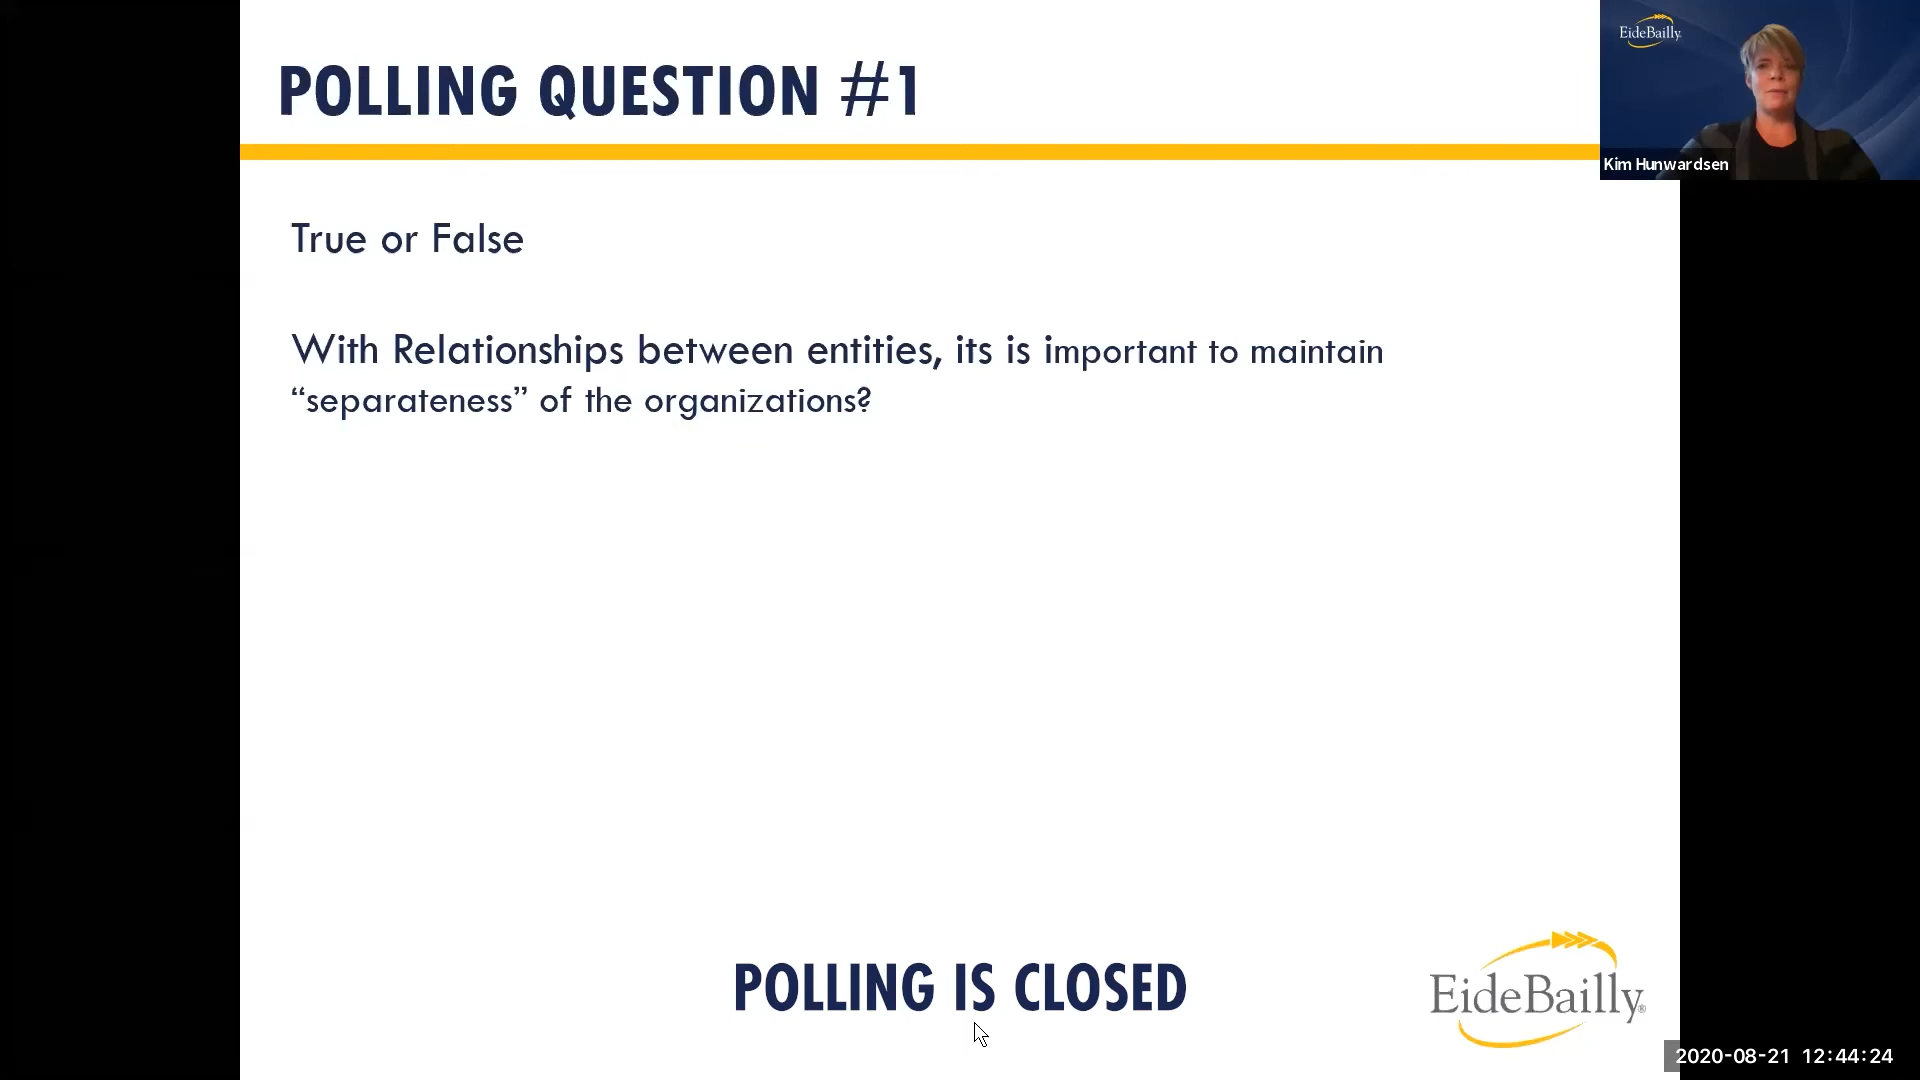 POLLING QUESTION #1
EideBailly
Kim Hunwardsen
True or False
With Relationships between entities, its is important to maintain
“separateness” of the organizations?
POLLING IS CLOSED
EideBailly®
2020-08-21 12:44:24